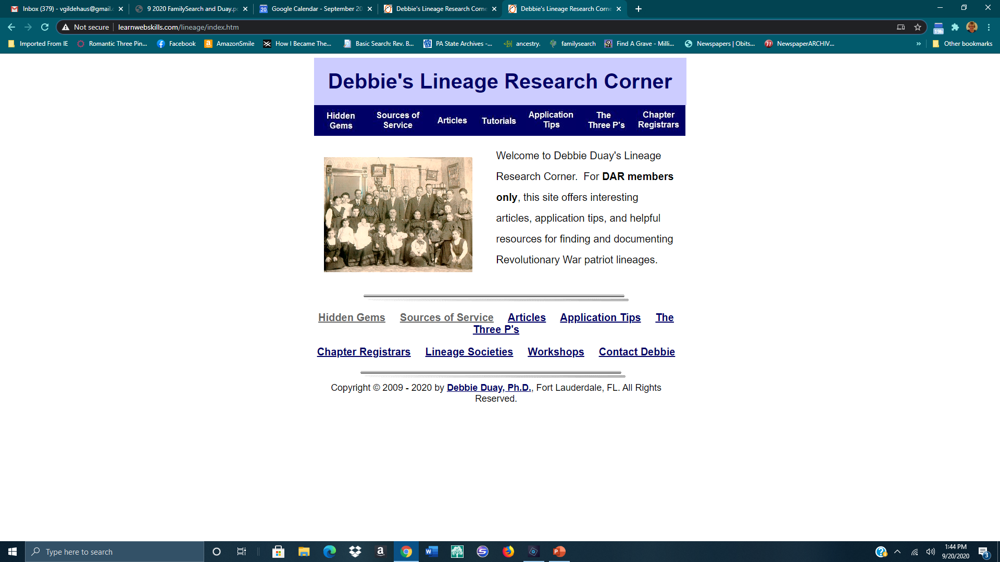 Inbox (379) - vgildehaus@gmail.c
9 2020 FamilySearch and Duay.pd
20 Google Calendar - September 20
Debbie's Lineage Research Corne
Debbie's Lineage Research Corne
Not secure learnwebskills.com/lineage/index.htm
19h
Imported From IE
Romantic Three Pin...
Facebook
AmazonSmile
How I Became The...
Basic Search: Rev. B...
PA State Archives -...
ancestry.
familysearch
Find A Grave - Milli...
Newspapers | Obits...
NewspaperARCHIV...
»
Other bookmarks
Debbie's Lineage Research Corner
Hidden
Gems
Sources of
Service
Articles
Tutorials
Application
Tips
The
Three P's
Chapter
Registrars
Welcome to Debbie Duay's Lineage
Research Corner. For DAR members
only, this site offers interesting
articles, application tips, and helpful
resources for finding and documenting
Revolutionary War patriot lineages.
Hidden Gems Sources of Service Articles Application Tips The
Three P's
Chapter Registrars Lineage Societies Workshops Contact Debbie
Copyright © 2009 - 2020 by Debbie Duay, Ph.D., Fort Lauderdale, FL. All Rights
Reserved.
Type here to search
1:44 PM
9/20/2020
3